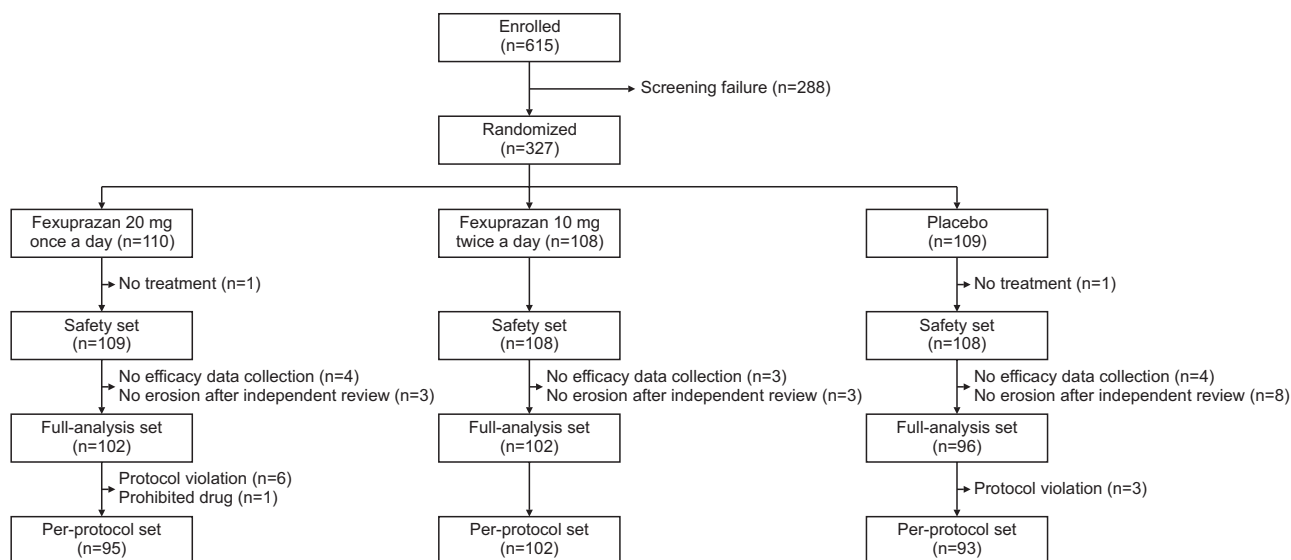 Enrolled
(n=615)
Screening failure (n=288)
Randomized
(n=327)
Fexuprazan 20 mg
once a day (n=110)
Fexuprazan 10 mg
twice a day (n=108)
Placebo
(n=109)
No treatment (n=1)
No treatment (n=1)
Safety set
(n=109)
Safety set
(n=108)
Safety set
(n=108)
No efficacy data collection (n=4)
No erosion after independent review (n=3)
No efficacy data collection (n=3)
No erosion after independent review (n=3)
No efficacy data collection (n=4)
No erosion after independent review (n=8)
Full-analysis set
(n=102)
Full-analysis set
(n=102)
Full-analysis set
(n=96)
Protocol violation (n=6)
Prohibited drug (n=1)
Protocol violation (n=3)
Per-protocol set
(n=95)
Per-protocol set
(n=102)
Per-protocol set
(n=93)